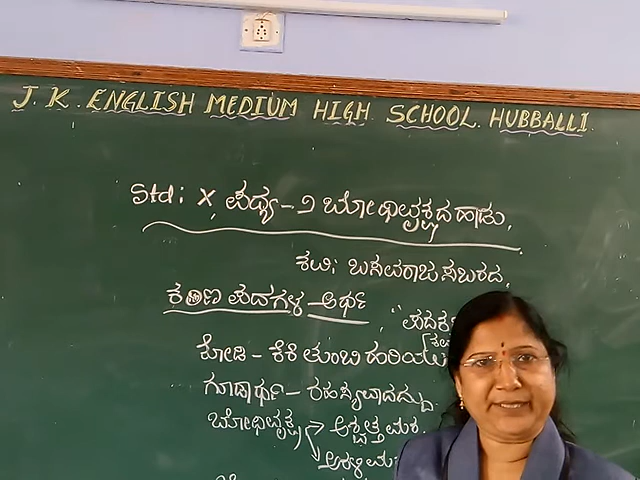 J. K. ENGLISH MEDIUM HIGH SCHOOL. HUBBALLI.
Std: X, ಪದ್ಯ-೨ ಬೋಧಿವೃಕ್ಷದ ಹಾಡು.
ಕವಿ: ಬಸವರಾಜ ಸಬರದ.
ಕಠಿಣ ಪದಗಳ ಅರ್ಥ
ಕೋಡಿ - ಕೆರೆ ತುಂಬಿ ಹರಿಯು
ಗೂಢಾರ್ಥ - ರಹಸ್ಯವಾದದ್ದು
ಬೋಧಿವೃಕ್ಷ ಅಶ್ವತ್ಥ ಮರ.
ಅರಳಿ ಮ